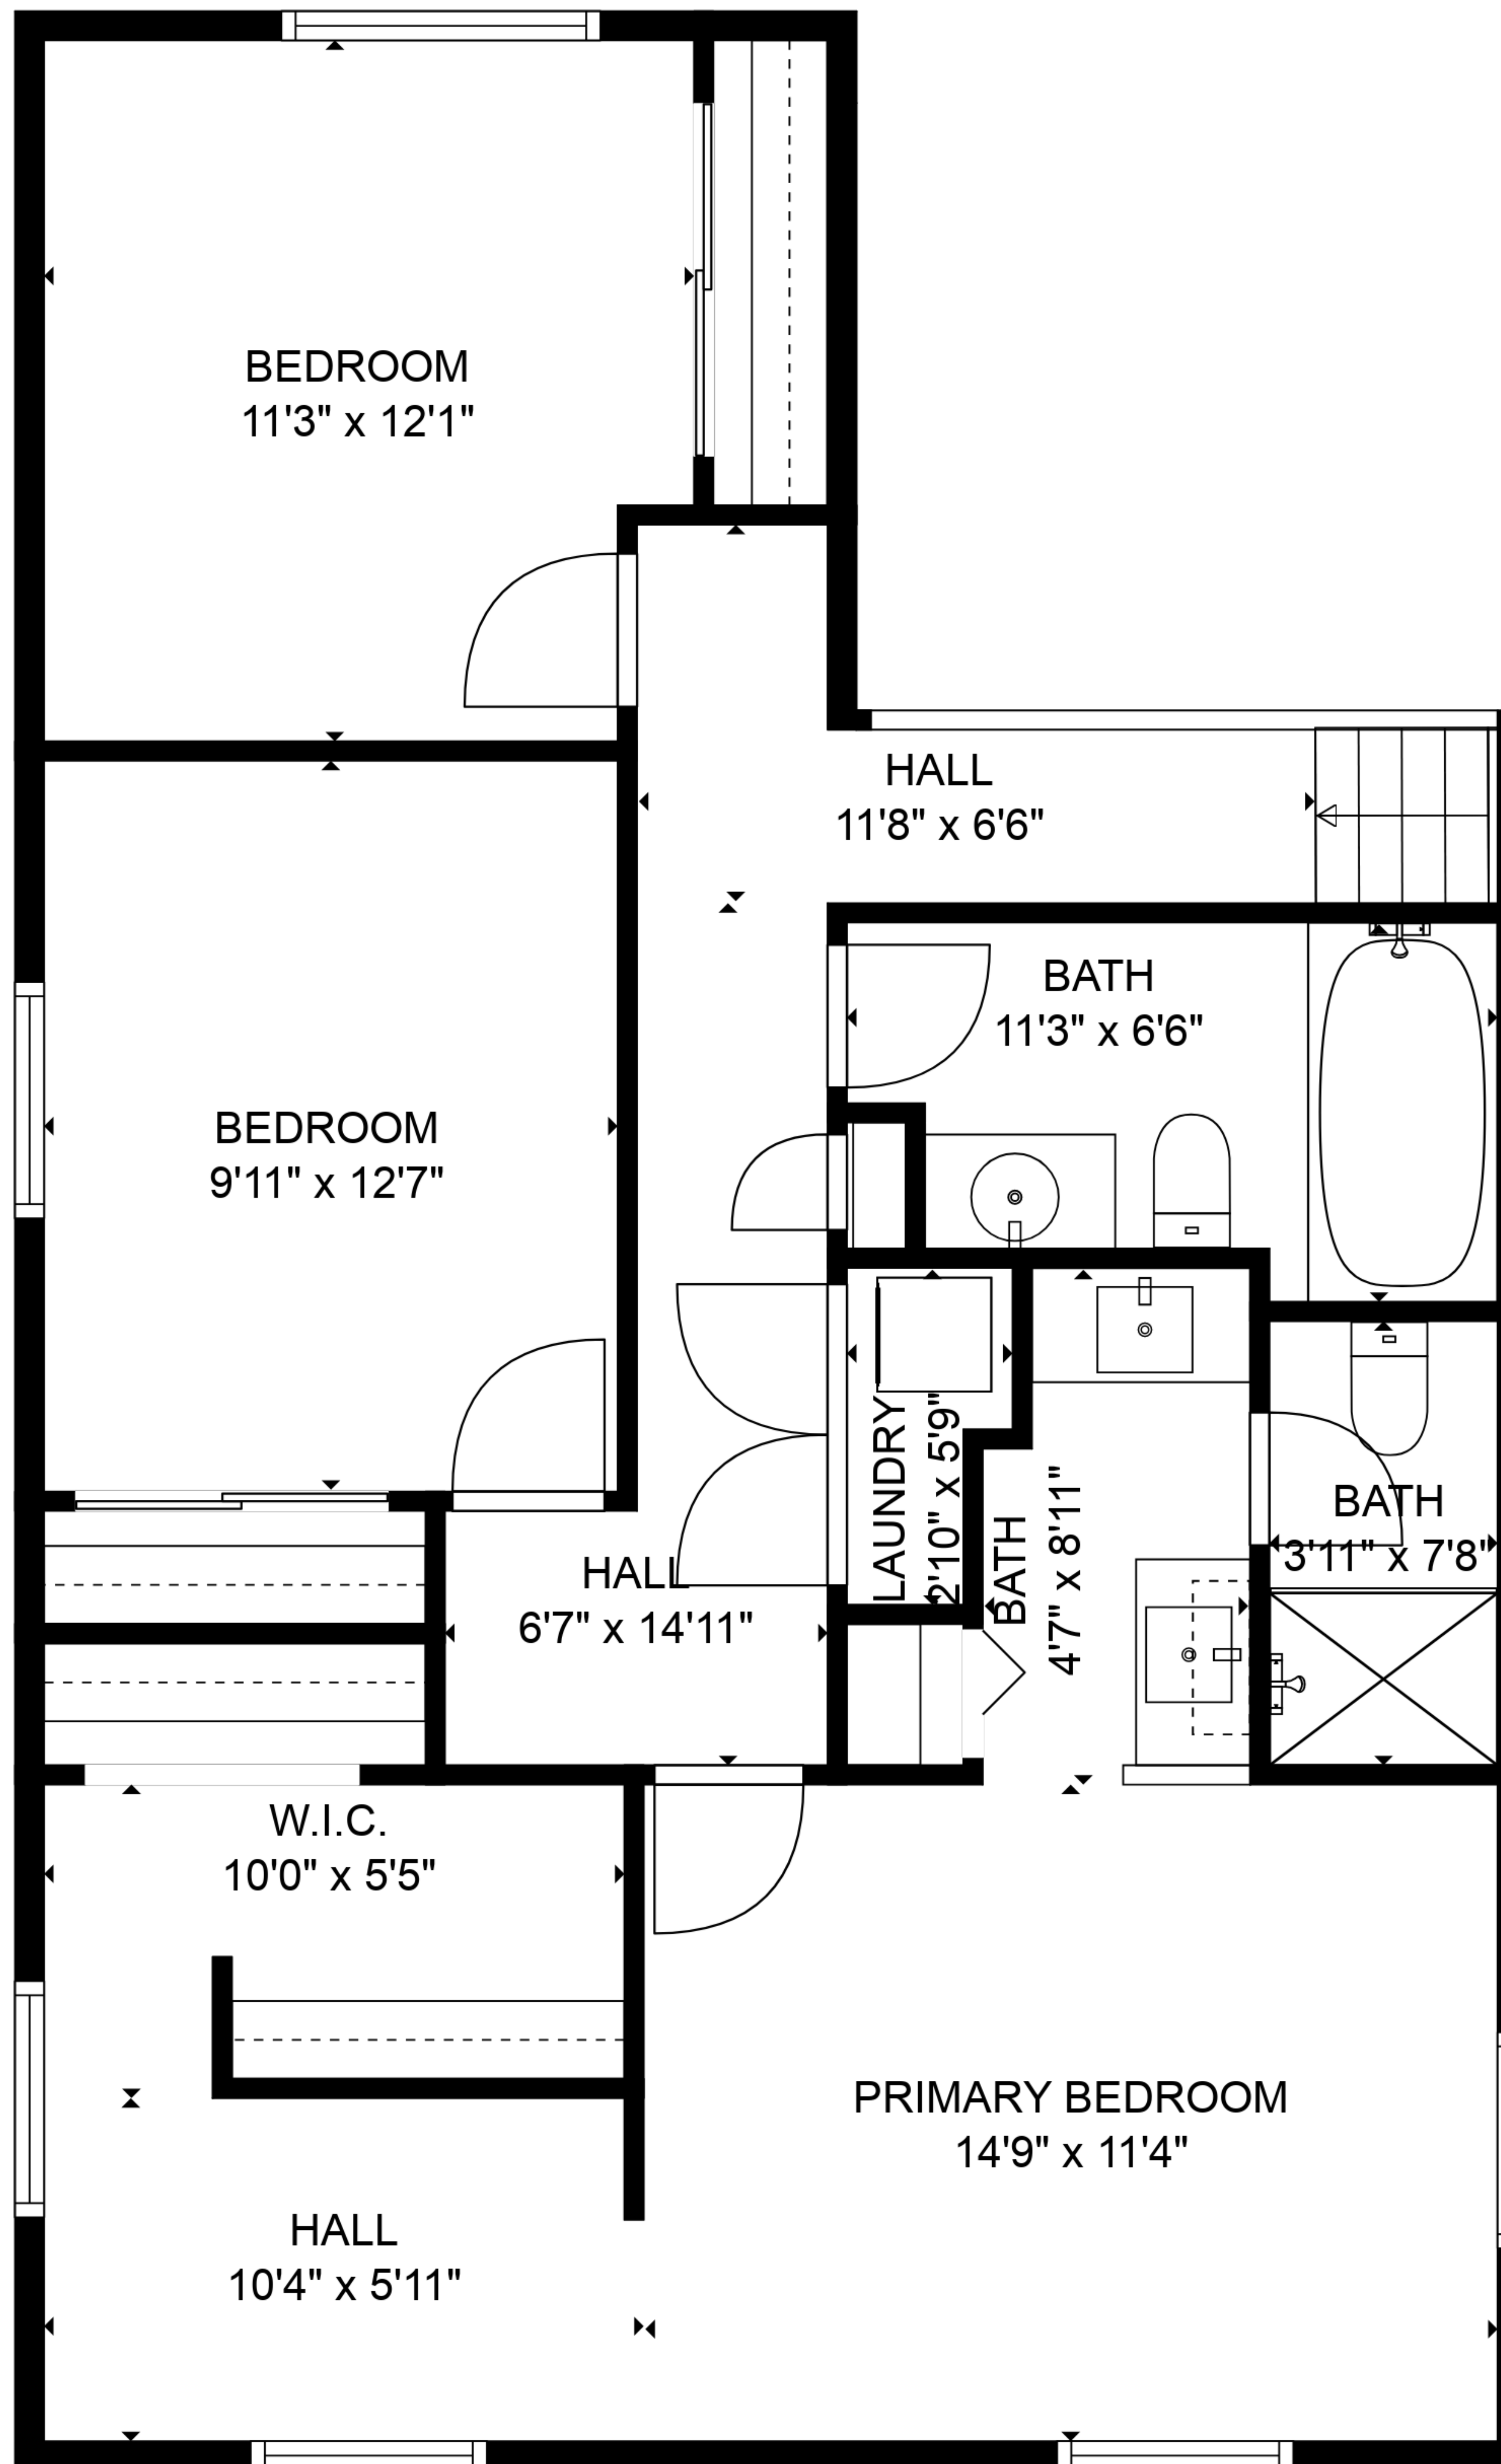 BEDROOM
11'3" x 12'1"
HALL
11'8" x 6'6"
BATH
11'3" x 6'6"
BEDROOM
9'11" x 12'7"
LAUNDRY
2'10" x 5'9"
BATH
4'7" x 8'11"
BATH
3'11" x 7'8"
HALL
6'7" x 14'11"
W.I.C.
10'0" x 5'5"
PRIMARY BEDROOM
14'9" x 11'4"
HALL
10'4" x 5'11"